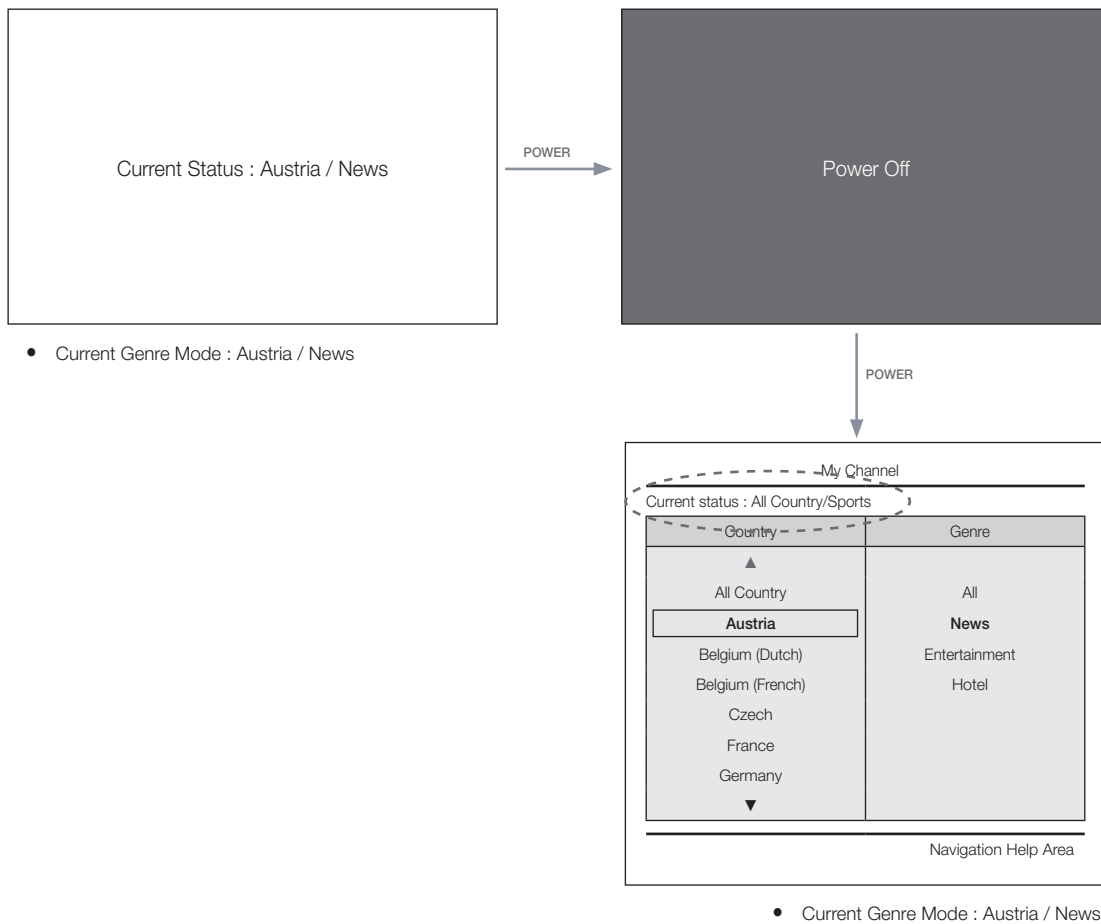 Current Status : Austria / News
POWER
Power Off
• Current Genre Mode : Austria / News
POWER
My Channel
Current status : All Country/Sports
Country Genre
▲
All Country All
Austria News
Belgium (Dutch) Entertainment
Belgium (French) Hotel
Czech
France
Germany
▼
Navigation Help Area
• Current Genre Mode : Austria / News